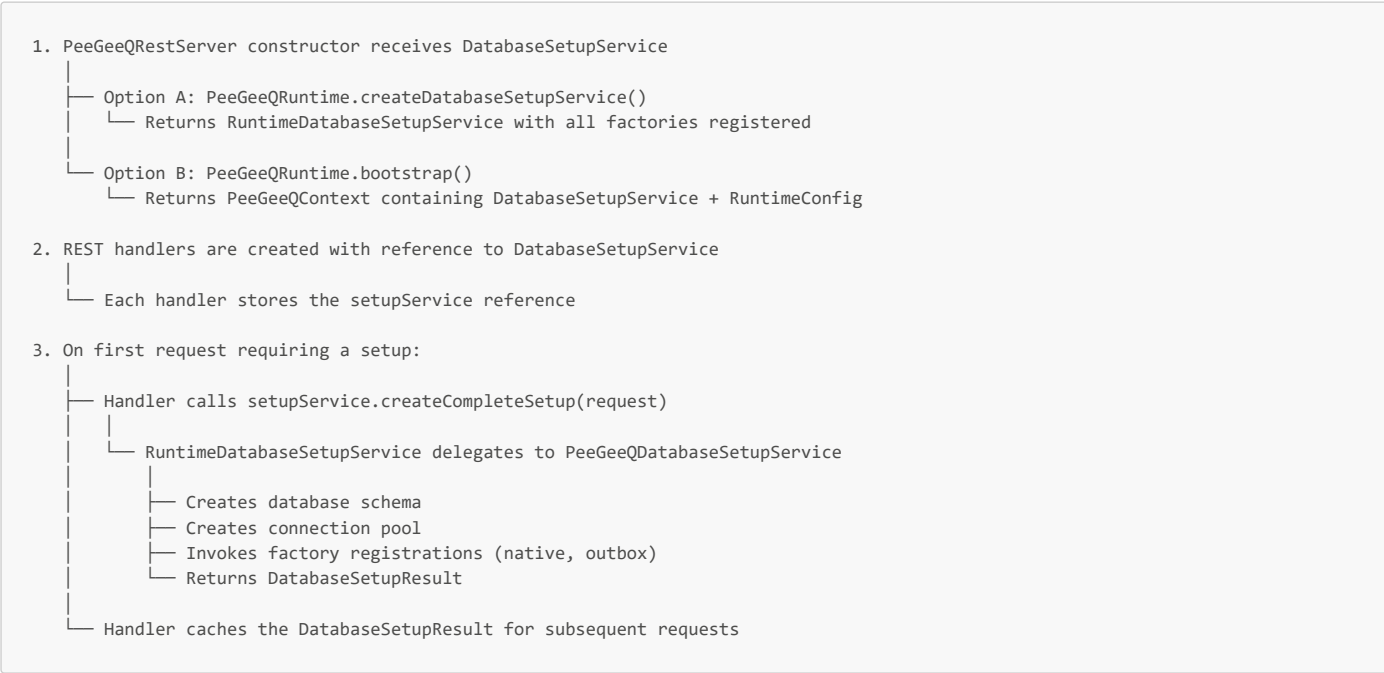 1. PeeGeeQRestServer constructor receives DatabaseSetupService
   │
   ├── Option A: PeeGeeQRuntime.createDatabaseSetupService()
   │   └── Returns RuntimeDatabaseSetupService with all factories registered
   │
   └── Option B: PeeGeeQRuntime.bootstrap()
       └── Returns PeeGeeQContext containing DatabaseSetupService + RuntimeConfig

2. REST handlers are created with reference to DatabaseSetupService
   │
   └── Each handler stores the setupService reference

3. On first request requiring a setup:
   │
   ├── Handler calls setupService.createCompleteSetup(request)
   │   │
   │   └── RuntimeDatabaseSetupService delegates to PeeGeeQDatabaseSetupService
   │       │
   │       ├── Creates database schema
   │       ├── Creates connection pool
   │       ├── Invokes factory registrations (native, outbox)
   │       └── Returns DatabaseSetupResult
   │
   └── Handler caches the DatabaseSetupResult for subsequent requests